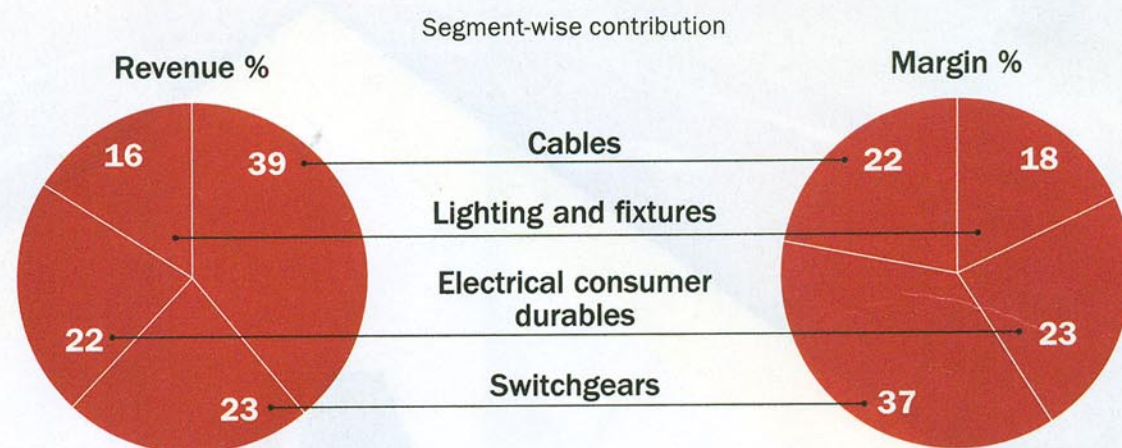 Segment-wise contribution
Revenue %
Margin %
16
39
Cables
22
18
Lighting and fixtures
Electrical consumer
durables
22
23
Switchgears
23
37